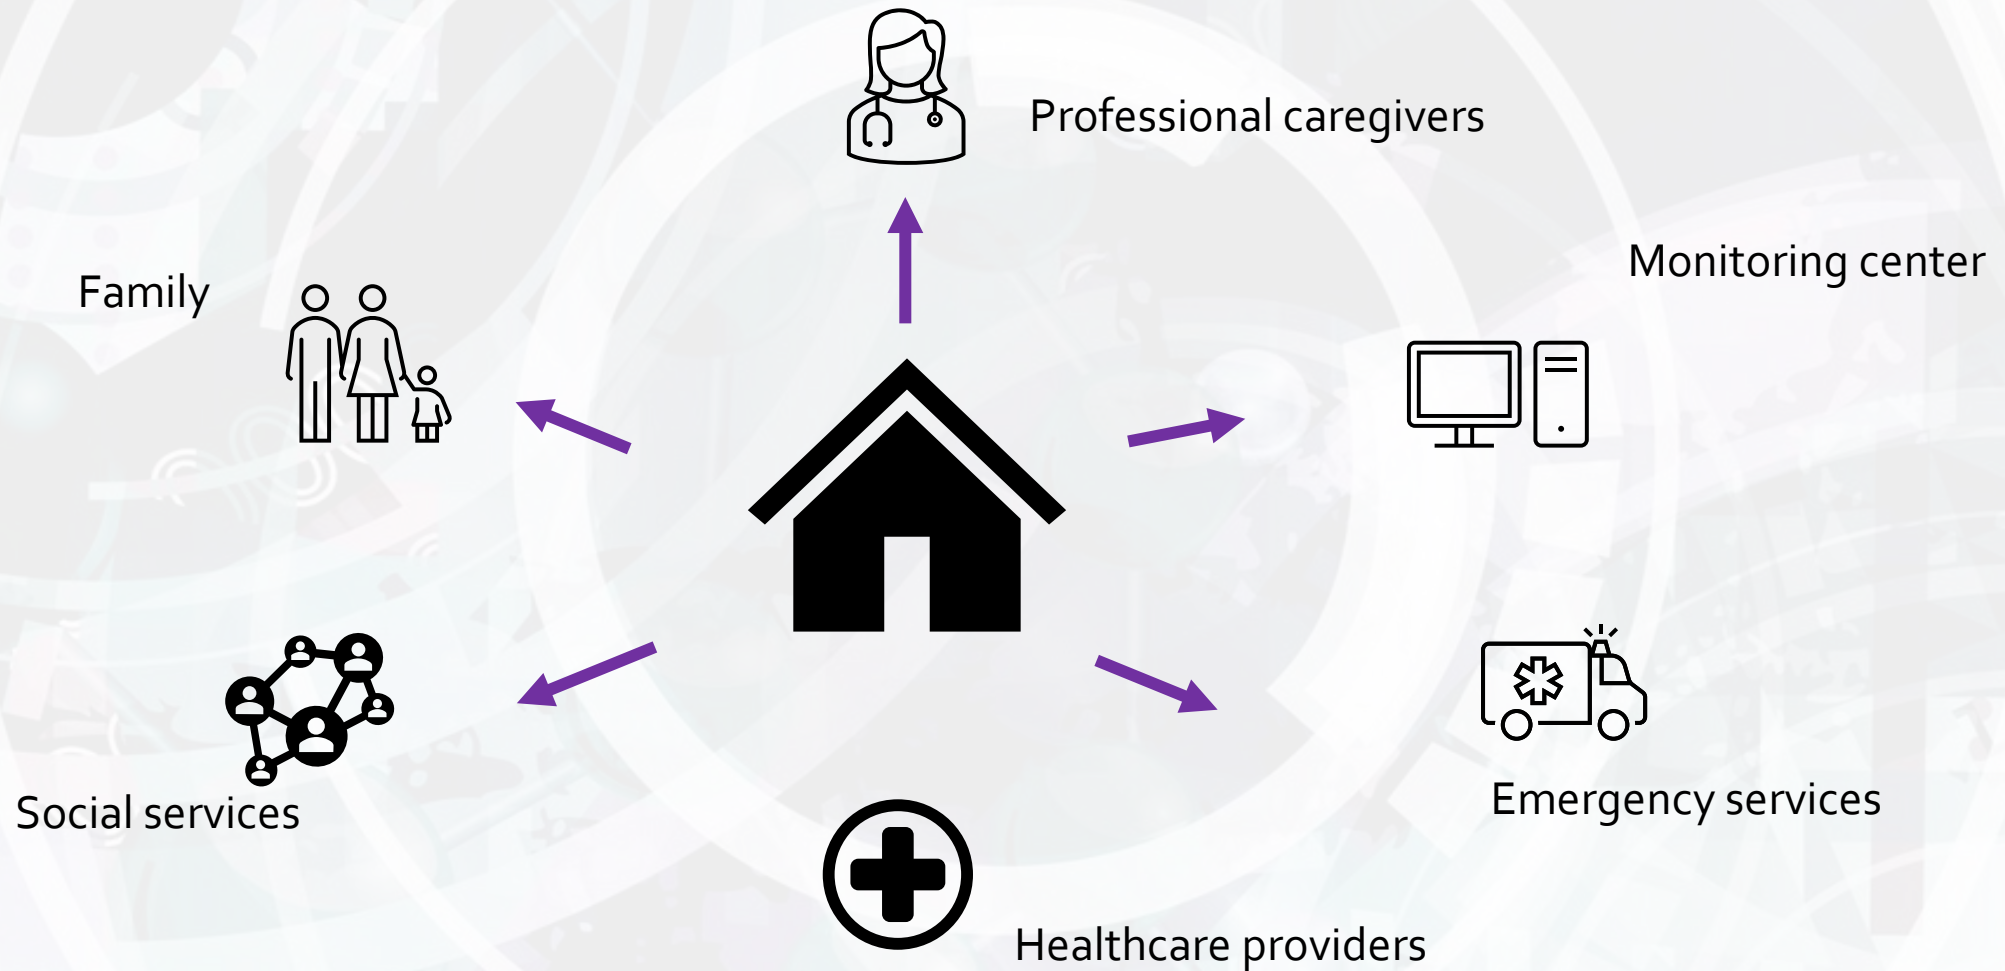 Professional caregivers
Monitoring center
Family
Social services
Emergency services
Healthcare providers